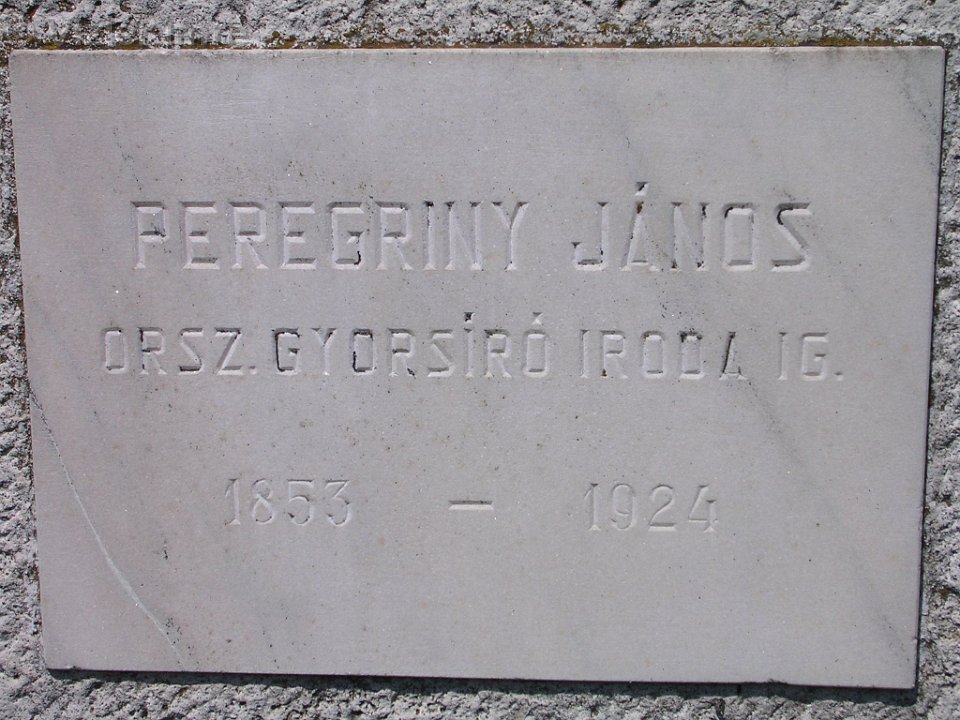 PEREGRINY JÁNOS
ORSZ. GYORSÍRÓ IRODA IG.
1853 – 1924